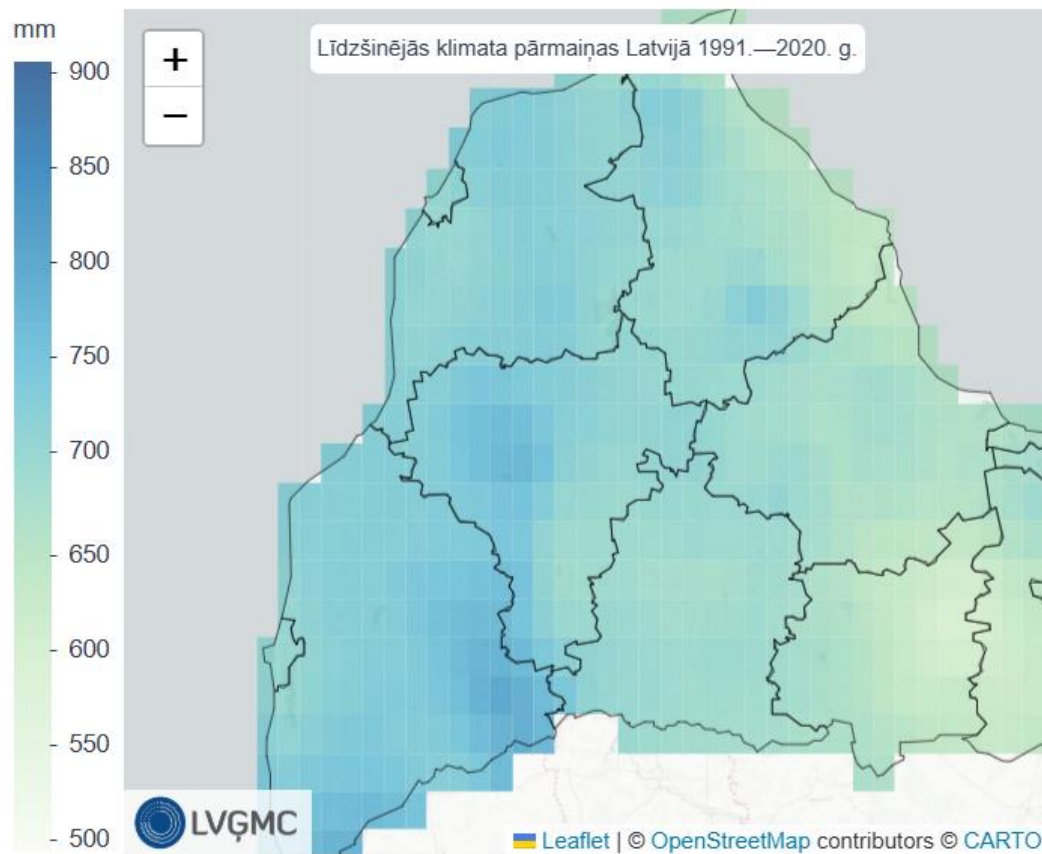 mm
900
850
800
750
700
650
600
550
500
+
−
Līdzšinējās klimata pārmaiņas Latvijā 1991.—2020. g.
LVĢMC
Leaflet | © OpenStreetMap contributors © CARTO